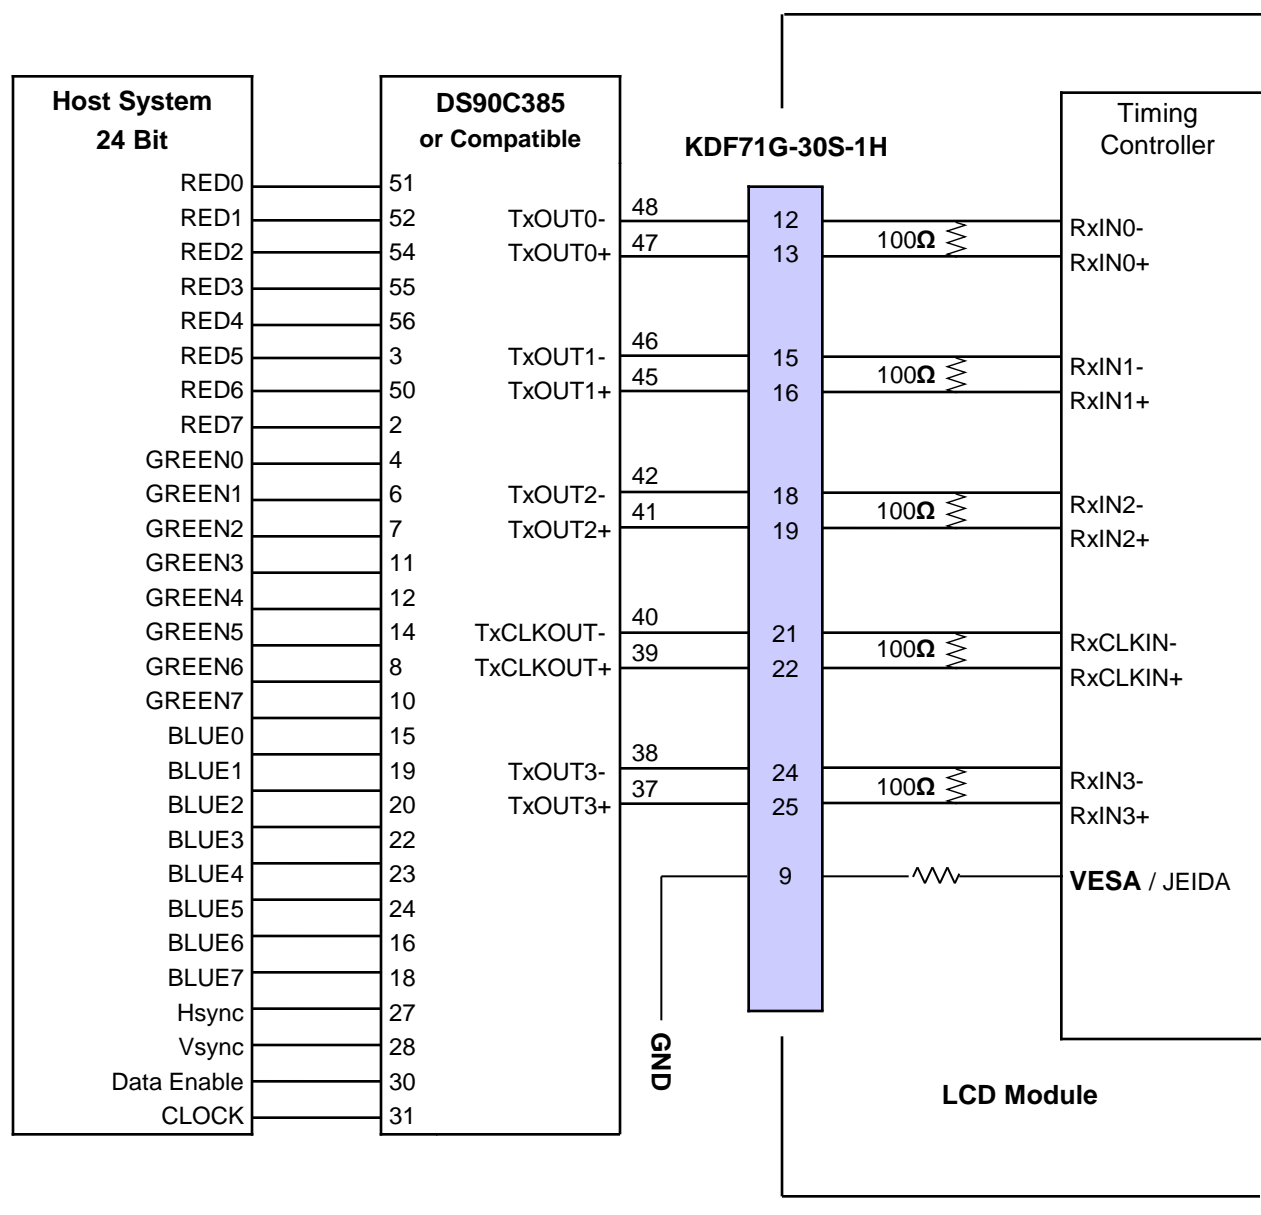 Host System
24 Bit
RED0
RED1
RED2
RED3
RED4
RED5
RED6
RED7
GREEN0
GREEN1
GREEN2
GREEN3
GREEN4
GREEN5
GREEN6
GREEN7
BLUE0
BLUE1
BLUE2
BLUE3
BLUE4
BLUE5
BLUE6
BLUE7
Hsync
Vsync
Data Enable
CLOCK
DS90C385
or Compatible
51
52
54
55
56
3
50
2
4
6
7
11
12
14
8
10
15
19
20
22
23
24
16
18
27
28
30
31
TxOUT0-
TxOUT0+
TxOUT1-
TxOUT1+
TxOUT2-
TxOUT2+
TxCLKOUT-
TxCLKOUT+
TxOUT3-
TxOUT3+
48
47
46
45
42
41
40
39
38
37
GND
KDF71G-30S-1H
12
13
15
16
18
19
21
22
24
25
9
100Ω
100Ω
100Ω
100Ω
100Ω
Timing
Controller
RxIN0-
RxIN0+
RxIN1-
RxIN1+
RxIN2-
RxIN2+
RxCLKIN-
RxCLKIN+
RxIN3-
RxIN3+
VESA / JEIDA
LCD Module